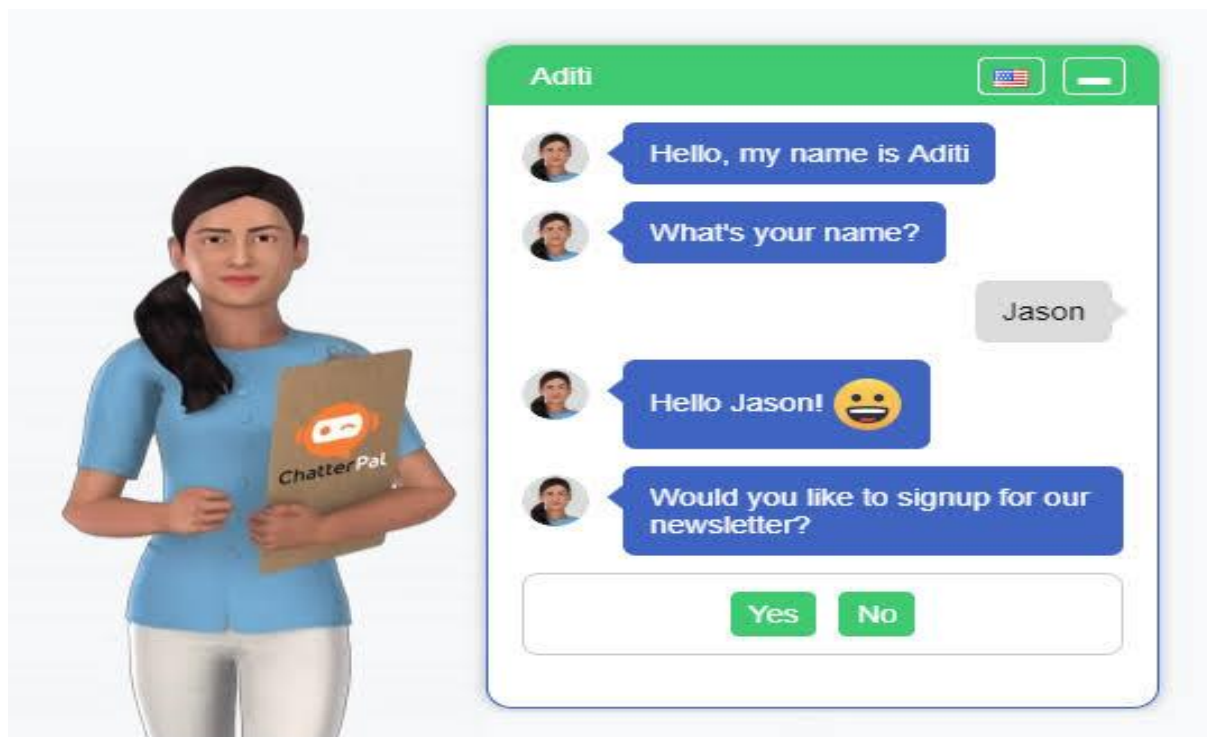 Aditi
Hello, my name is Aditi
What's your name?
Jason
Hello Jason!
Would you like to signup for our
newsletter?
Yes No
ChatterPal